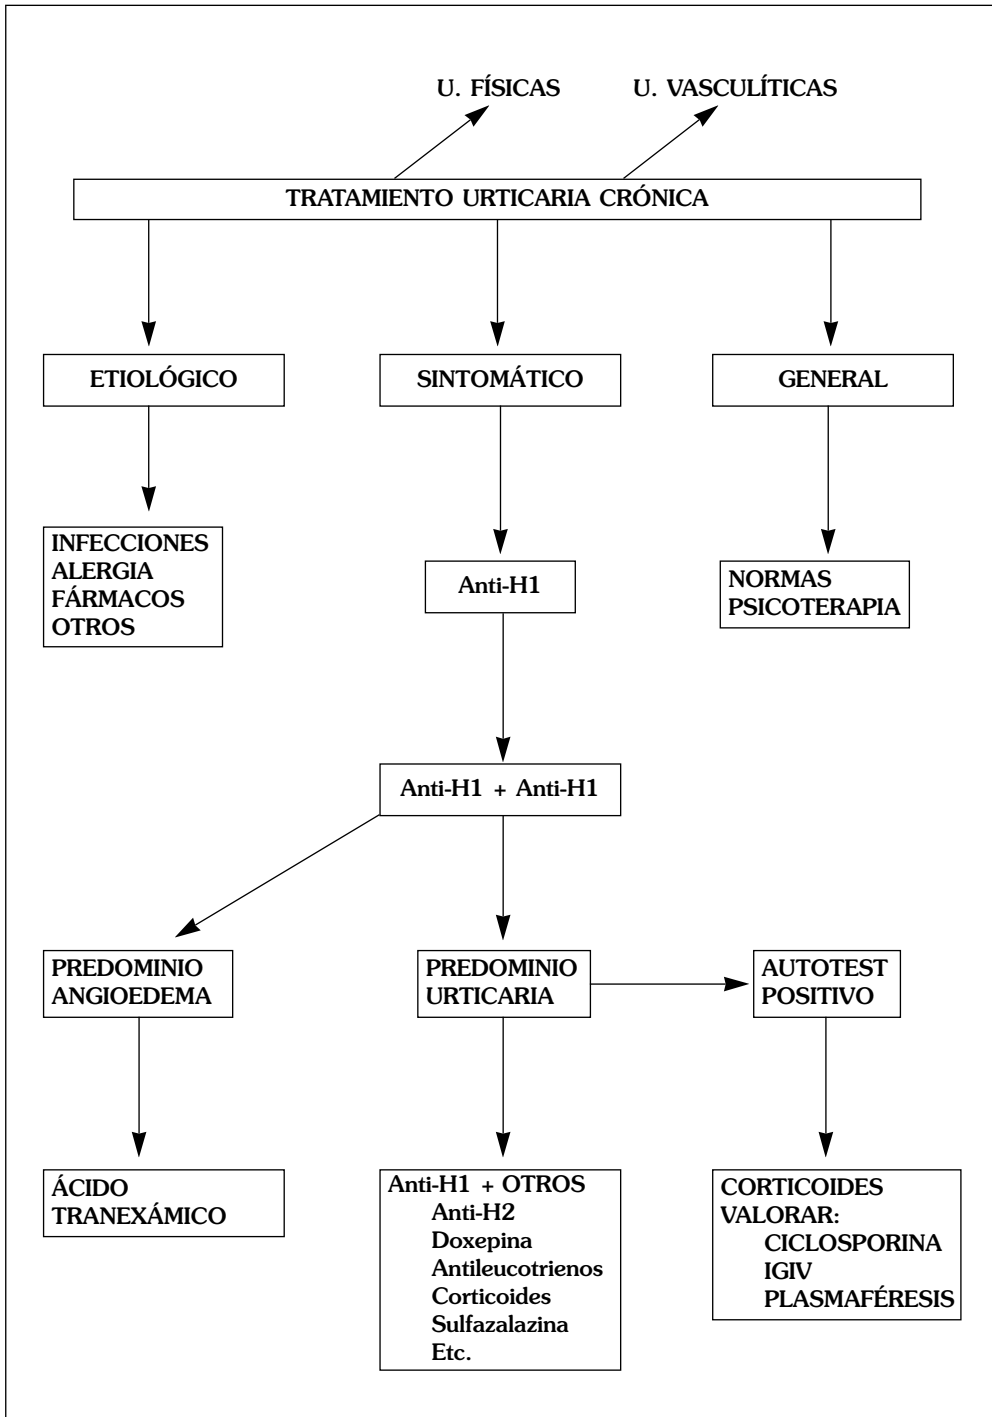 U. FÍSICAS
U. VASCULÍTICAS
TRATAMIENTO URTICARIA CRÓNICA
ETIOLÓGICO
SINTOMÁTICO
GENERAL
INFECCIONES
ALERGIA
FÁRMACOS
OTROS
Anti-H1
NORMAS
PSICOTERAPIA
Anti-H1 + Anti-H1
PREDOMINIO
ANGIOEDEMA
PREDOMINIO
URTICARIA
AUTOTEST
POSITIVO
ÁCIDO
TRANEXÁMICO
Anti-H1 + OTROS
Anti-H2
Doxepina
Antileucotrienos
Corticoides
Sulfazalazina
Etc.
CORTICOIDES
VALORAR:
CICLOSPORINA
IGIV
PLASMAFÉRESIS